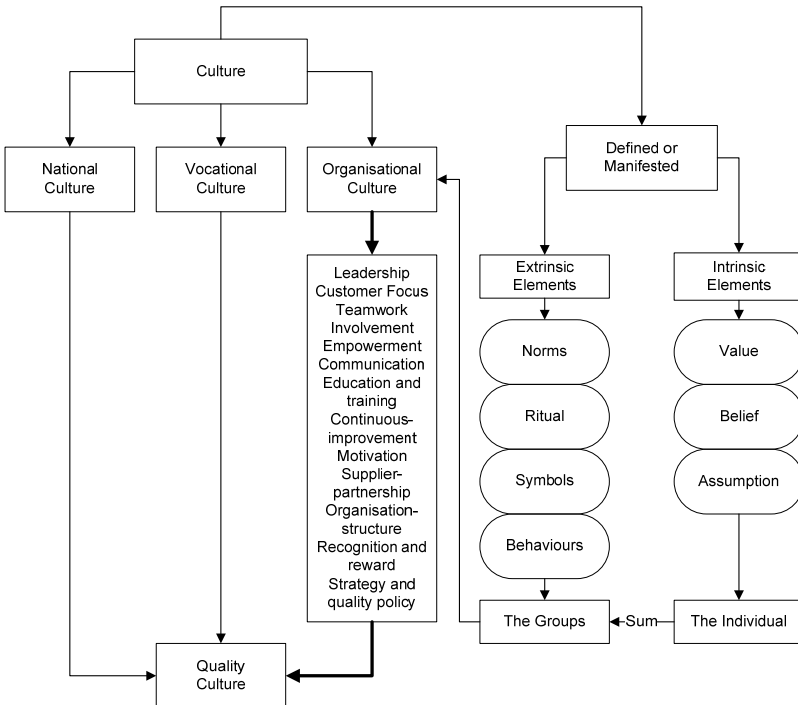 Culture
National
Culture
Vocational
Culture
Organisational
Culture
Defined or
Manifested
Extrinsic
Elements
Intrinsic
Elements
Leadership
Customer Focus
Teamwork
Involvement
Empowerment
Communication
Education and
training
Continuous-
improvement
Motivation
Supplier-
partnership
Organisation-
structure
Recognition and
reward
Strategy and
quality policy
Norms
Ritual
Symbols
Behaviours
Value
Belief
Assumption
The Groups
Sum
The Individual
Quality
Culture